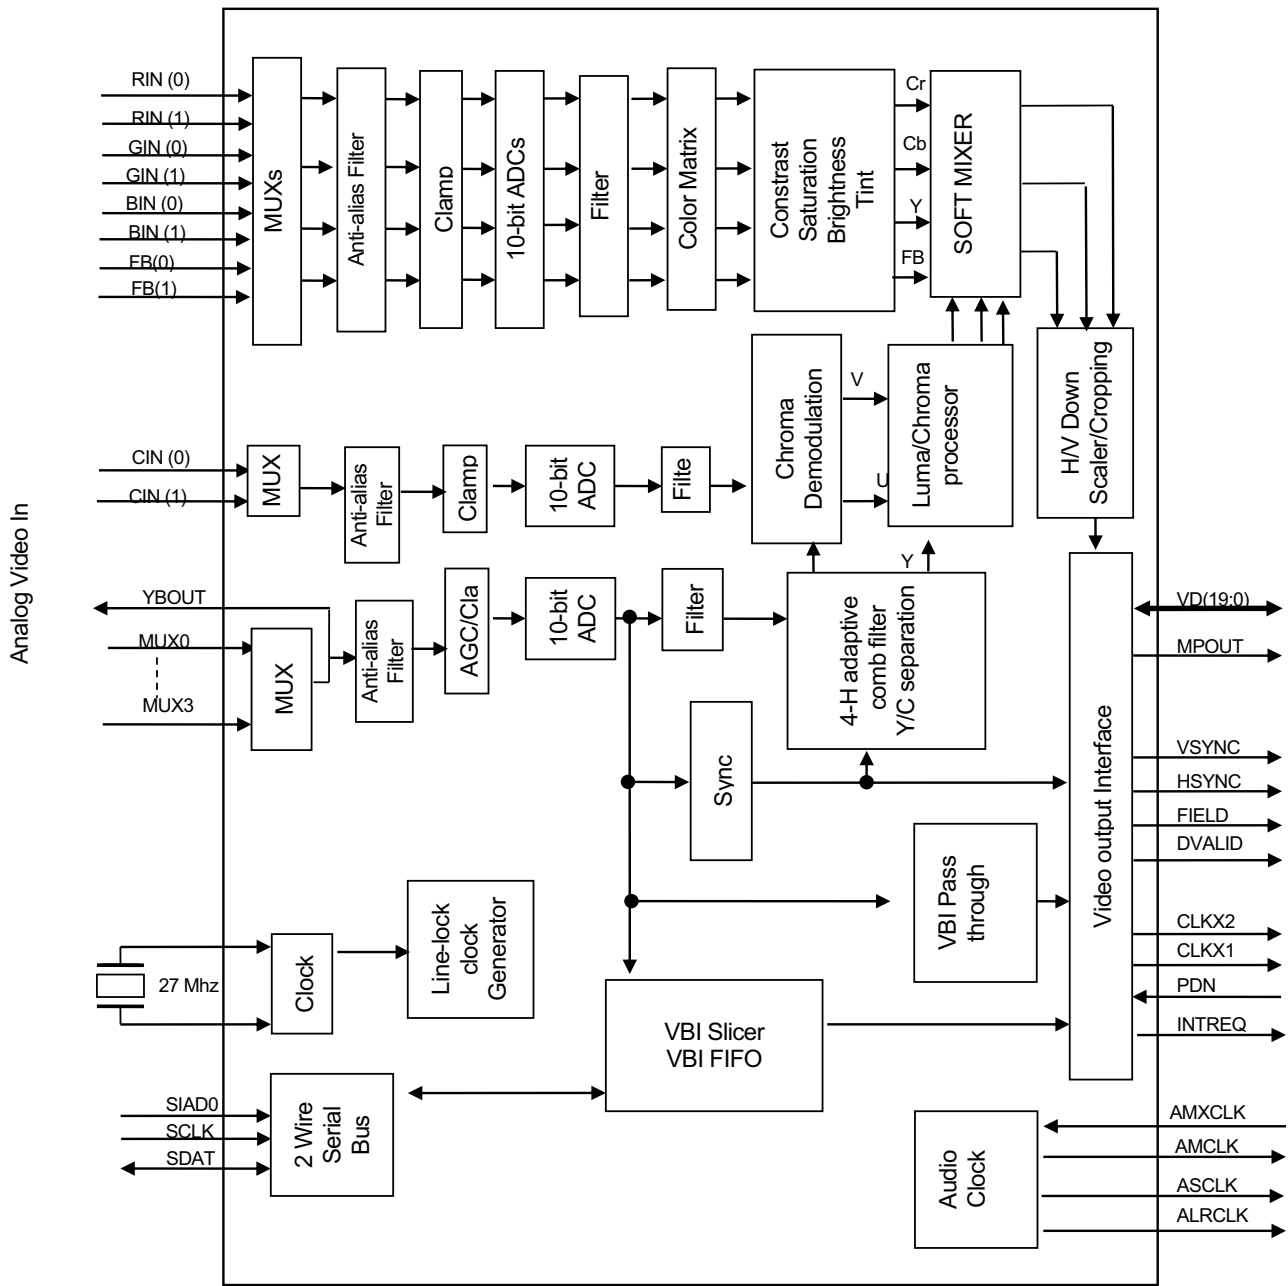 Analog Video In
RIN (0)
RIN (1)
GIN (0)
GIN (1)
BIN (0)
BIN (1)
FB(0)
FB(1)
MUXs
Anti-alias Filter
Clamp
10-bit ADCs
Filter
Color Matrix
Constrast
Saturation
Brightness
Tint
Cr
Cb
Y
FB
SOFT MIXER
CIN (0)
CIN (1)
MUX
Anti-alias
Filter
Clamp
10-bit
ADC
Filte
Chroma
Demodulation
V
U
Luma/Chroma
processor
H/V Down
Scaler/Cropping
YBOUT
MUX0
MUX3
MUX
Anti-alias
Filter
AGC/Cla
10-bit
ADC
Filter
4-H adaptive
comb filter
Y/C separation
Y
Sync
VBI Pass
through
Video output Interface
VD(19:0)
MPOUT
VSYNC
HSYNC
FIELD
DVALID
CLKX2
CLKX1
PDN
INTREQ
27 Mhz
Clock
Line-lock
clock
Generator
VBI Slicer
VBI FIFO
SIAD0
SCLK
SDAT
2 Wire
Serial
Bus
Audio
Clock
AMXCLK
AMCLK
ASCLK
ALRCLK